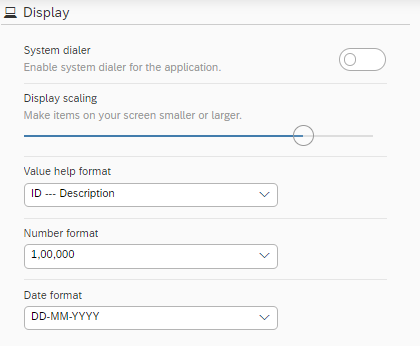 Display
System dialer
Enable system dialer for the application.
Display scaling
Make items on your screen smaller or larger.
Value help format
ID --- Description
Number format
1,00,000
Date format
DD-MM-YYYY